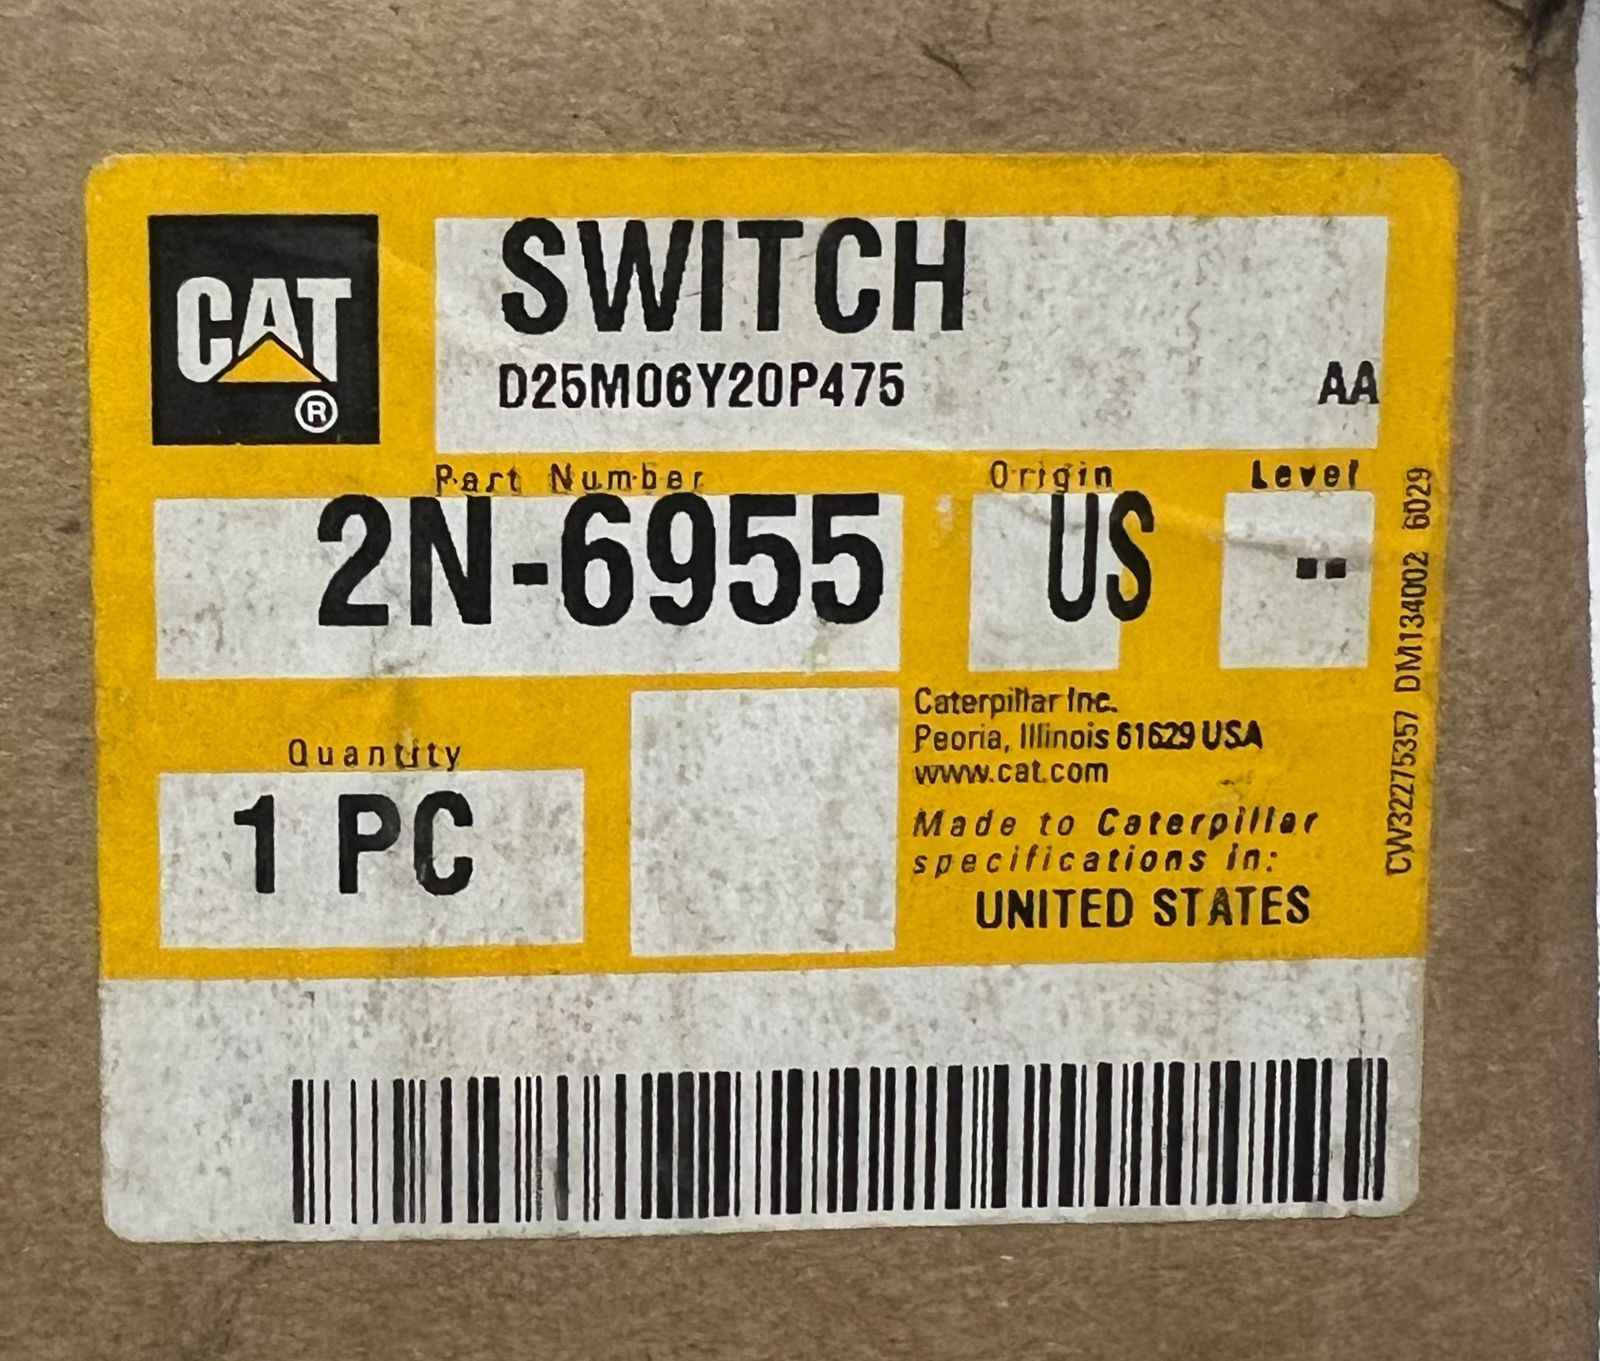 CAT
®
SWITCH
D25M06Y20P475 AA
Part Number Origin Level
2N-6955 US --
Quantity
1 PC
Caterpillar Inc.
Peoria, Illinois 61629 USA
www.cat.com
Made to Caterpillar
specifications in:
UNITED STATES
CWV32275357 DM134002 6029